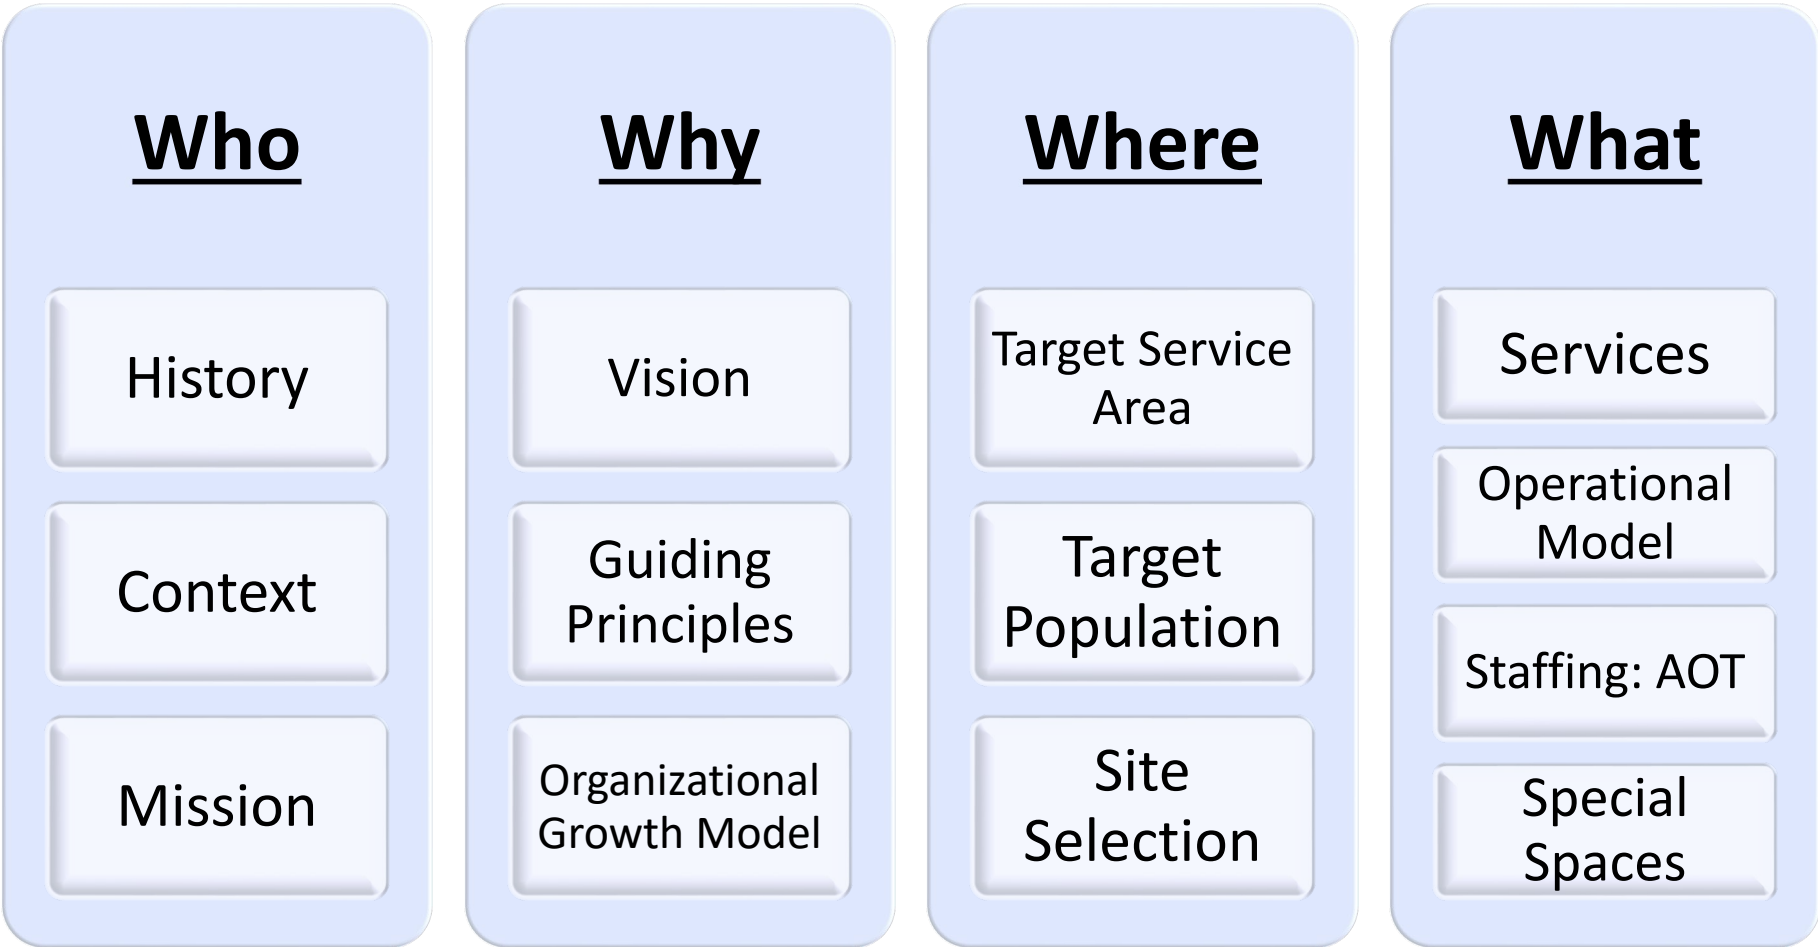 Who
History
Context
Mission
Why
Vision
Guiding
Principles
Organizational
Growth Model
Where
Target Service
Area
Target
Population
Site
Selection
What
Services
Operational
Model
Staffing: AOT
Special
Spaces